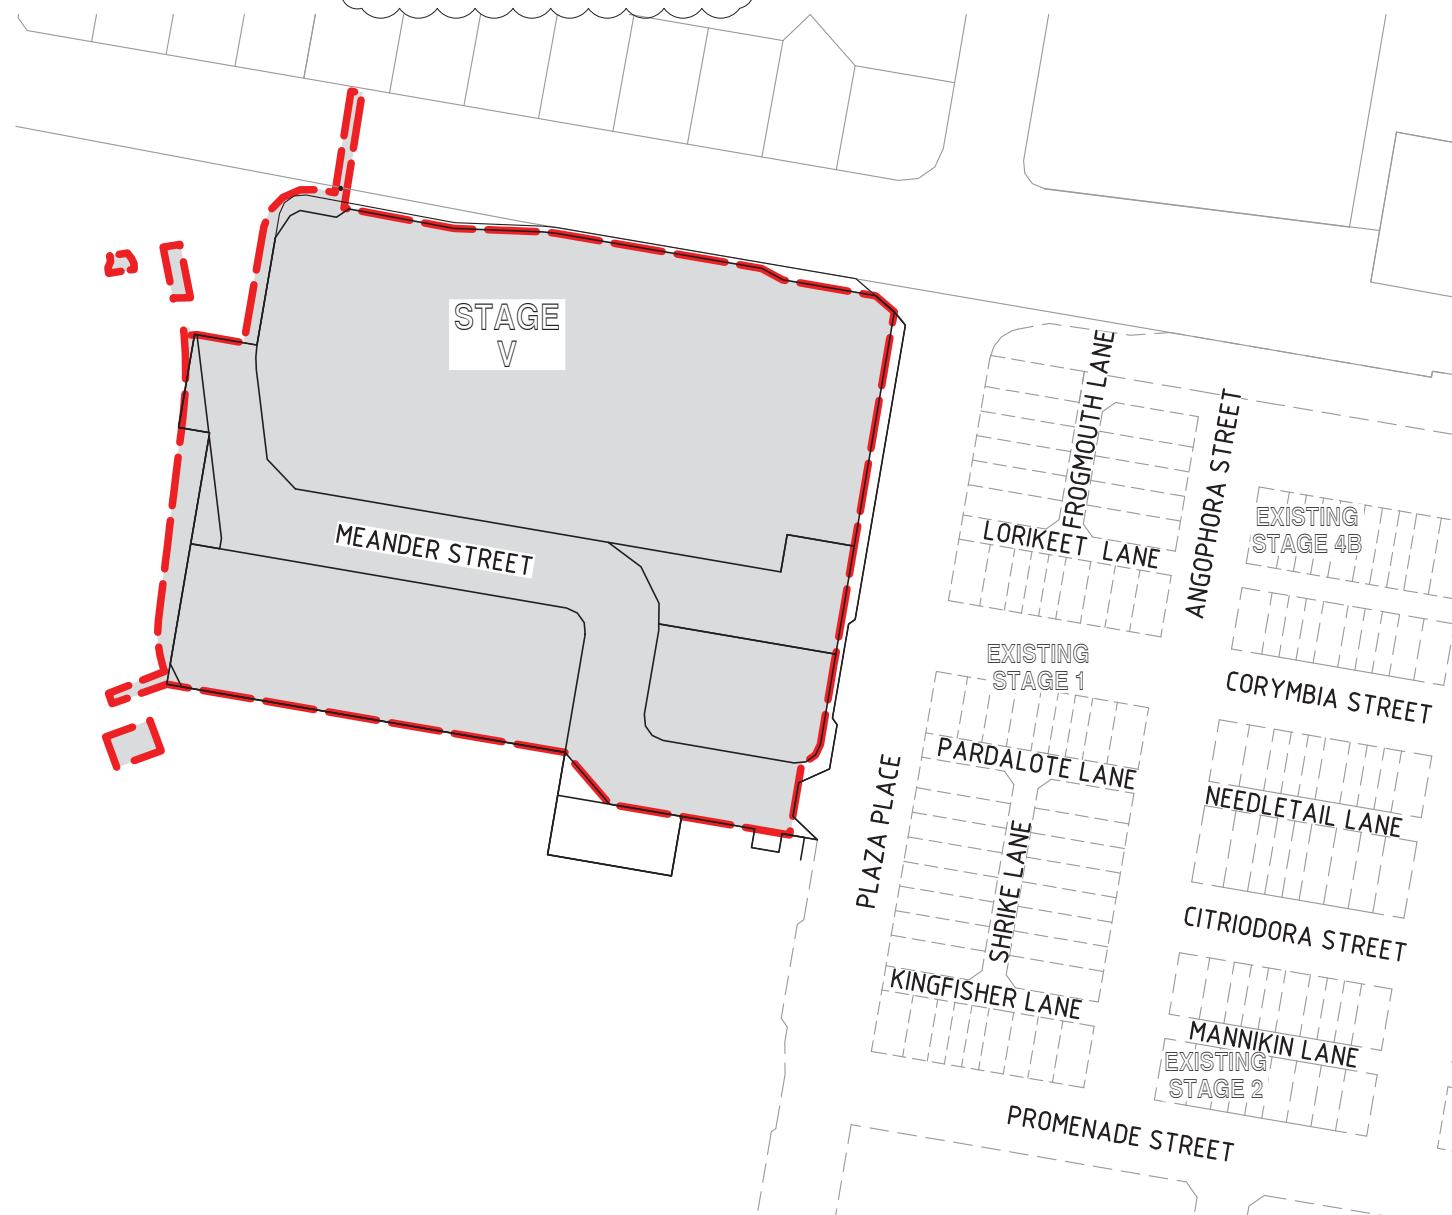 STAGE
V
MEANDER STREET
FROGMOUTH LANE
ANGOPHORA STREET
LORIKEET LANE
EXISTING
STAGE 4B
EXISTING
STAGE 1
CORYMBIA STREET
PARDALOTE LANE
PLAZA PLACE
NEEDLETAIL LANE
SHRIKE LANE
CITRIODORA STREET
KINGFISHER LANE
MANNIKIN LANE
EXISTING
STAGE 2
PROMENADE STREET